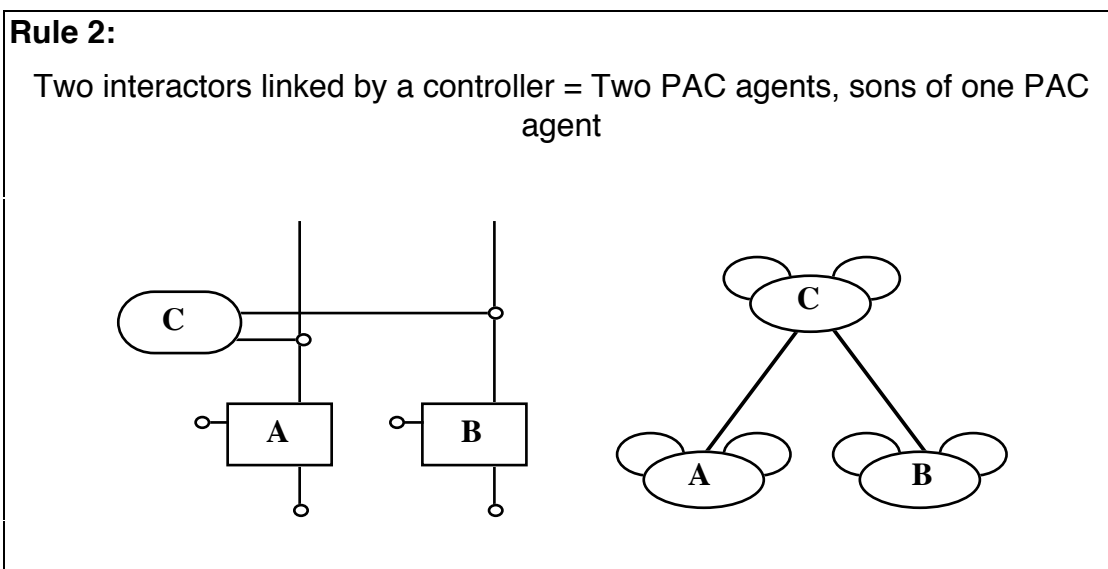 Rule 2:
Two interactors linked by a controller = Two PAC agents, sons of one PAC
agent
C
C
A
B
A
B